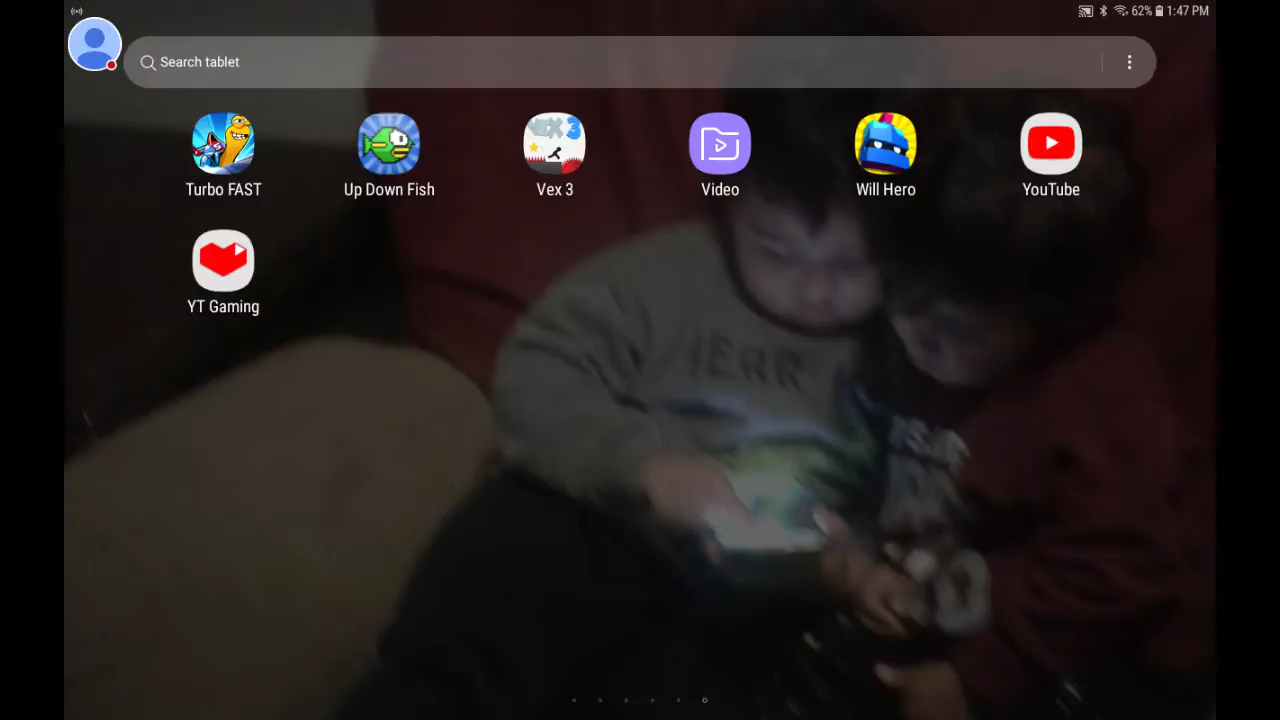 62% 1:47 PM
Search tablet
Turbo FAST
Up Down Fish
Vex 3
Video
Will Hero
YouTube
YT Gaming